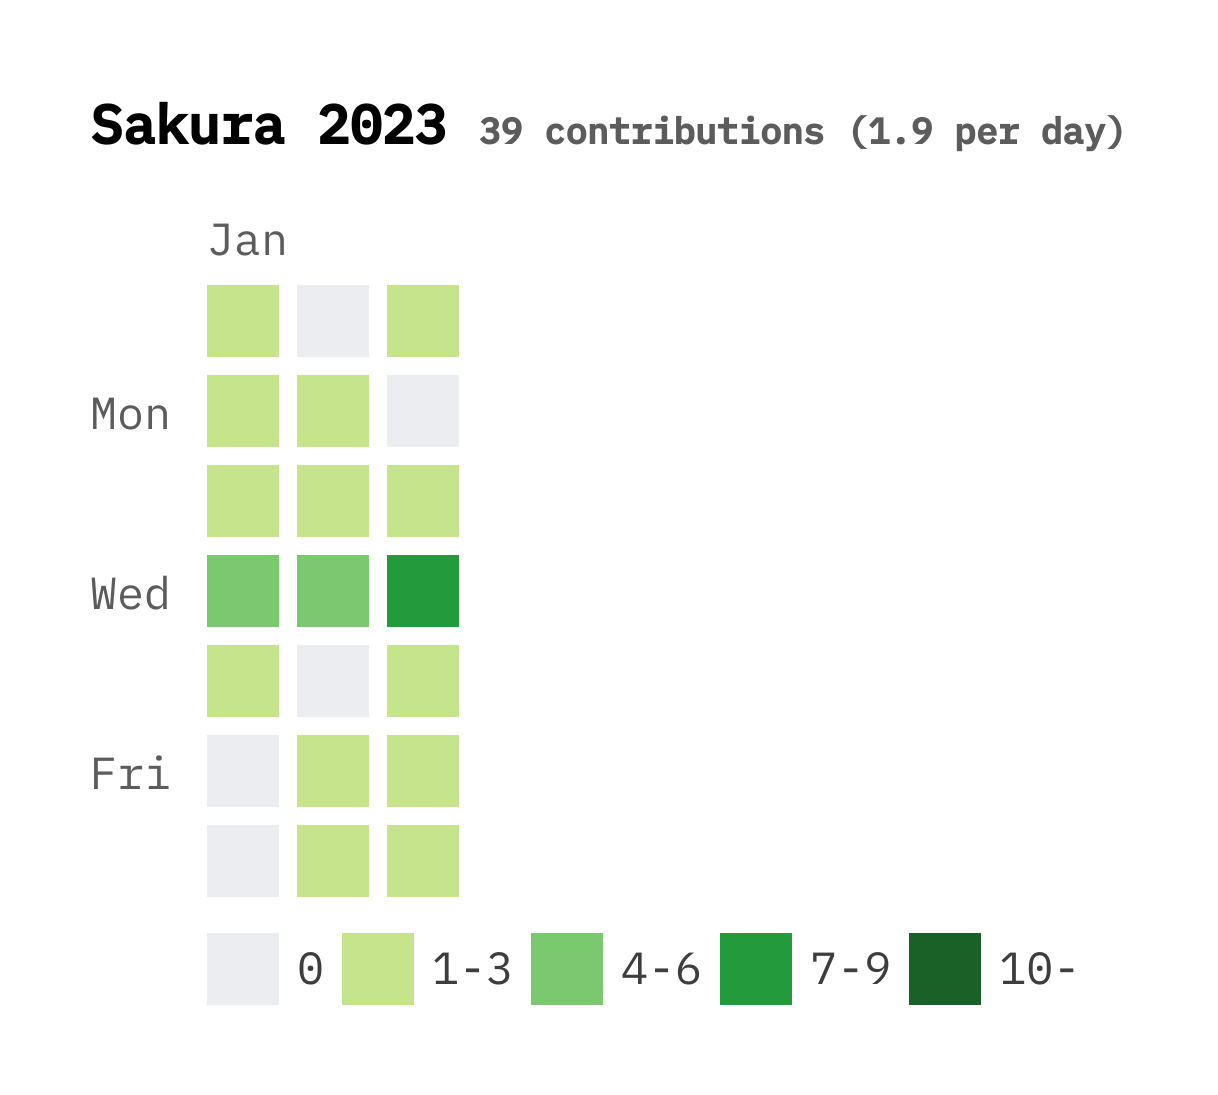 Sakura 2023 39 contributions (1.9 per day)
Jan
Mon
Wed
Fri
0 1-3 4-6 7-9 10-